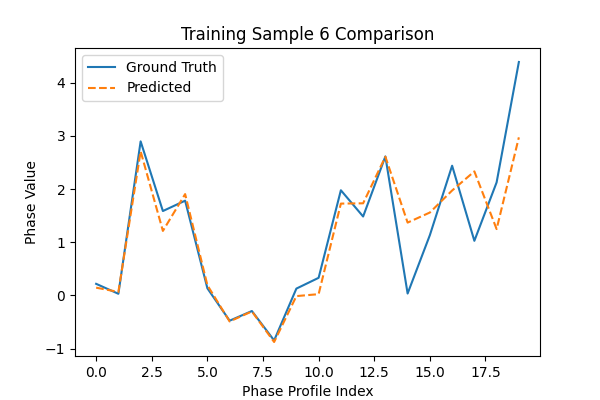 Training Sample 6 Comparison
Ground Truth
Predicted
Phase Value
4
3
2
1
0
−1
0.0 2.5 5.0 7.5 10.0 12.5 15.0 17.5
Phase Profile Index